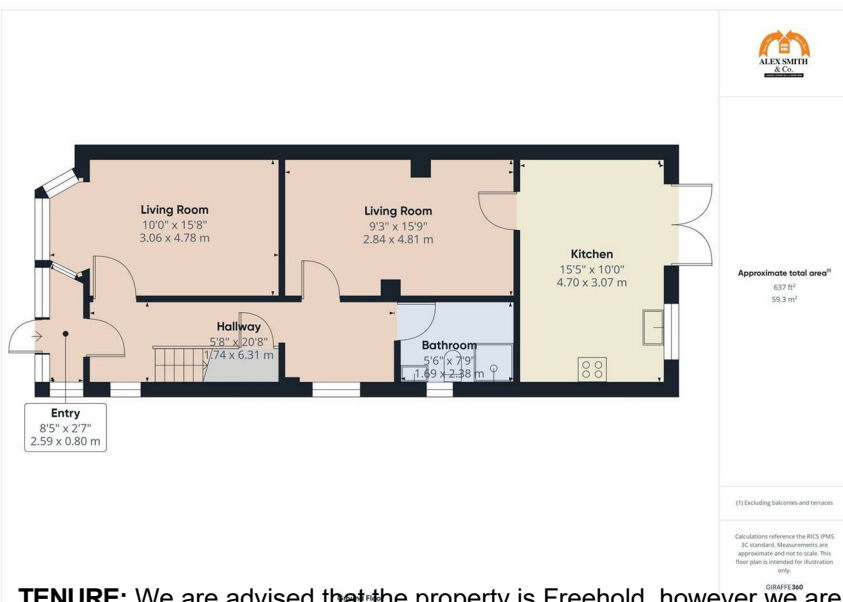 ALEX SMITH
& Co.
Living Room
10'0" x 15'8"
3.06 x 4.78 m
Living Room
9'3" x 15'9"
2.84 x 4.81 m
Kitchen
15'5" x 10'0"
4.70 x 3.07 m
Hallway
5'8" x 20'8"
1.74 x 6.31 m
Bathroom
5'6" x 7'9"
1.69 x 2.38 m
Entry
8'5" x 2'7"
2.59 x 0.80 m
Approximate total area(1)
637 ft²
59.3 m²
(1) Excluding balconies and terraces
Calculations reference the RICS IPMS
3C standard. Measurements are
approximate and not to scale. This
floor plan is intended for illustration
only.
GIRAFFE360
Ground Floor
TENURE: We are advised that the property is Freehold, however we are